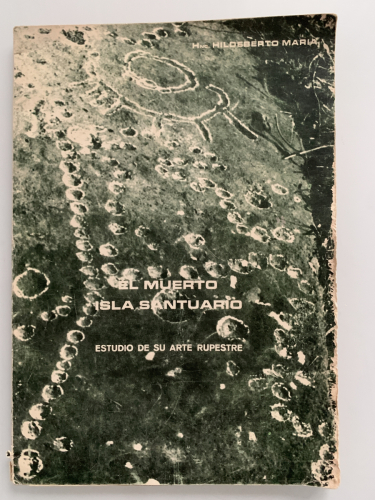 Hno. HILDEBERTO MARIA
EL MUERTO
ISLA SANTUARIO
ESTUDIO DE SU ARTE RUPESTRE